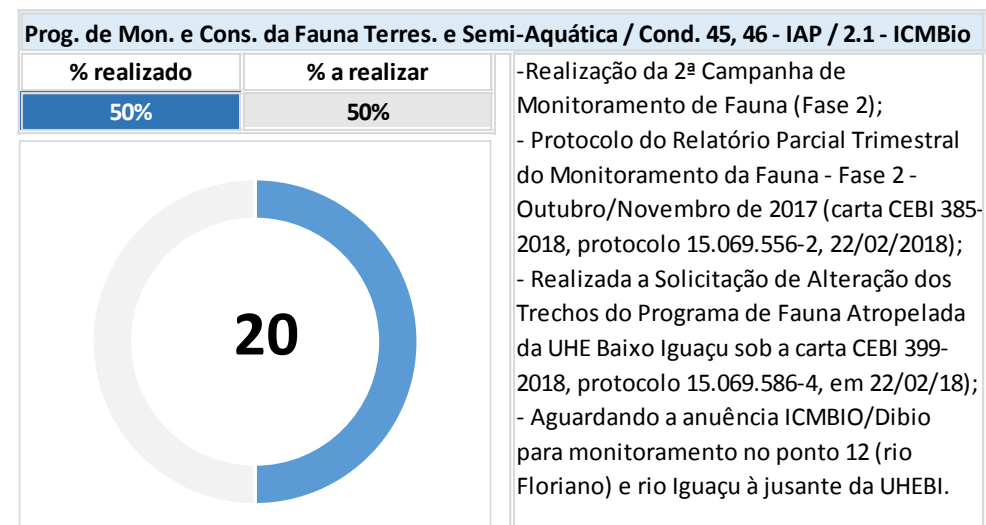 Prog. de Mon. e Cons. da Fauna Terres. e Semi-Aquática / Cond. 45, 46 - IAP / 2.1 - ICMBio
% realizado % a realizar
50% 50%
20
-Realização da 2ª Campanha de
Monitoramento de Fauna (Fase 2);
- Protocolo do Relatório Parcial Trimestral
do Monitoramento da Fauna - Fase 2 -
Outubro/Novembro de 2017 (carta CEBI 385-
2018, protocolo 15.069.556-2, 22/02/2018);
- Realizada a Solicitação de Alteração dos
Trechos do Programa de Fauna Atropelada
da UHE Baixo Iguaçu sob a carta CEBI 399-
2018, protocolo 15.069.586-4, em 22/02/18);
- Aguardando a anuência ICMBIO/Dibio
para monitoramento no ponto 12 (rio
Floriano) e rio Iguaçu à jusante da UHEBI.